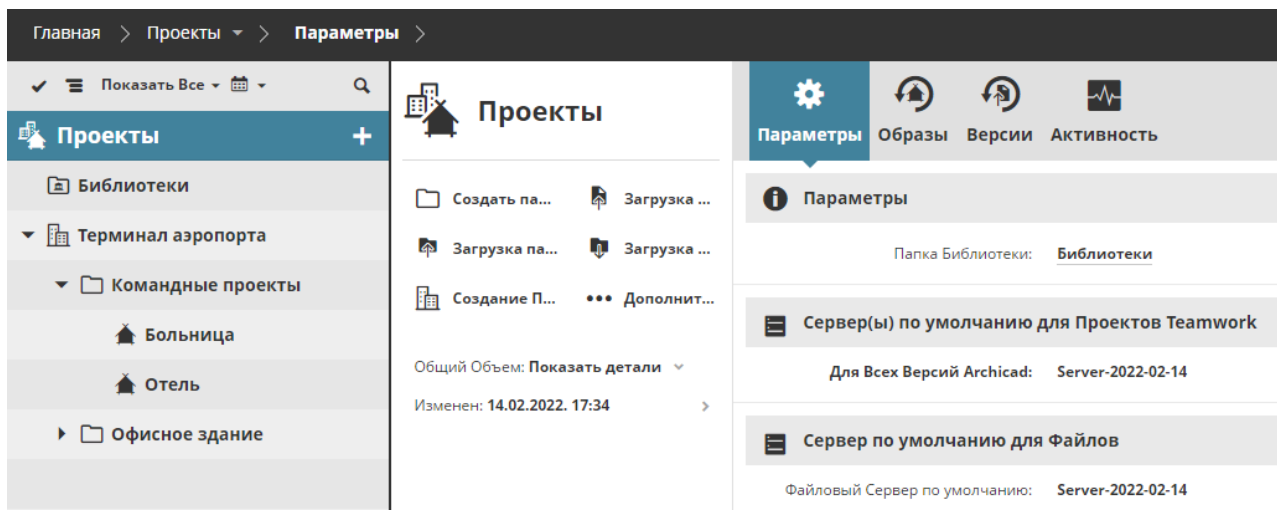 Главная > Проекты > Параметры >
Показать Все
Проекты +
Библиотеки
Терминал аэропорта
Командные проекты
Больница
Отель
Офисное здание
Проекты
Создать па... Загрузка ...
Загрузка па... Загрузка ...
Создание П... ••• Дополнит...
Общий Объем: Показать детали
Изменен: 14.02.2022. 17:34 >
Параметры Образы Версии Активность
Параметры
Папка Библиотеки: Библиотеки
Сервер(ы) по умолчанию для Проектов Teamwork
Для Всех Версий Archicad: Server-2022-02-14
Сервер по умолчанию для Файлов
Файловый Сервер по умолчанию: Server-2022-02-14